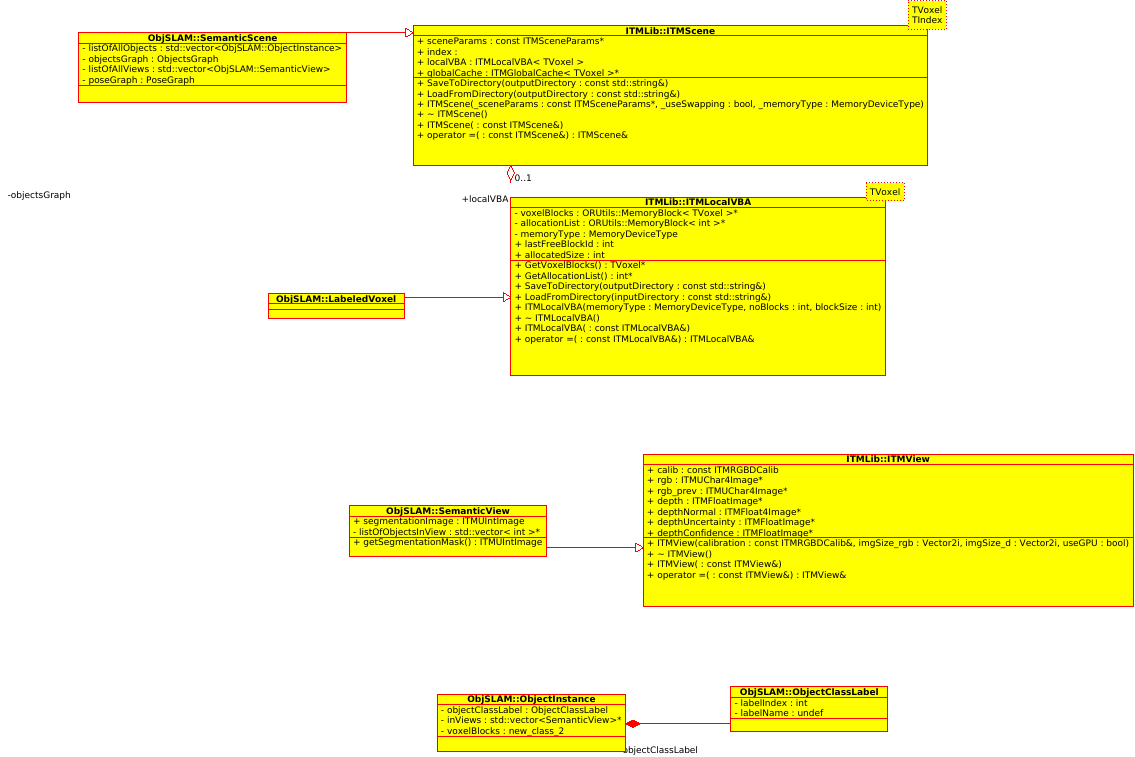 TVoxel
TIndex
ObjSLAM::SemanticScene
- listOfAllObjects : std::vector<ObjSLAM::ObjectInstance>
- objectsGraph : ObjectsGraph
- listOfAllViews : std::vector<ObjSLAM::SemanticView>
- poseGraph : PoseGraph
ITMLib::ITMScene
+ sceneParams : const ITMSceneParams*
+ index :
+ localVBA : ITMLocalVBA< TVoxel >
+ globalCache : ITMGlobalCache< TVoxel >*
+ SaveToDirectory(outputDirectory : const std::string&)
+ LoadFromDirectory(outputDirectory : const std::string&)
+ ITMScene(_sceneParams : const ITMSceneParams*, _useSwapping : bool, _memoryType : MemoryDeviceType)
+ ~ ITMScene()
+ ITMScene( : const ITMScene&)
+ operator =( : const ITMScene&) : ITMScene&
0..1
-objectsGraph
+localVBA
TVoxel
ITMLib::ITMLocalVBA
- voxelBlocks : ORUtils::MemoryBlock< TVoxel >*
- allocationList : ORUtils::MemoryBlock< int >*
- memoryType : MemoryDeviceType
+ lastFreeBlockId : int
+ allocatedSize : int
+ GetVoxelBlocks() : TVoxel*
+ GetAllocationList() : int*
+ SaveToDirectory(outputDirectory : const std::string&)
+ LoadFromDirectory(inputDirectory : const std::string&)
+ ITMLocalVBA(memoryType : MemoryDeviceType, noBlocks : int, blockSize : int)
+ ~ ITMLocalVBA()
+ ITMLocalVBA( : const ITMLocalVBA&)
+ operator =( : const ITMLocalVBA&) : ITMLocalVBA&
ObjSLAM::LabeledVoxel
ITMLib::ITMView
+ calib : const ITMRGBDCalib
+ rgb : ITMUChar4Image*
+ rgb_prev : ITMUChar4Image*
+ depth : ITMFloatImage*
+ depthNormal : ITMFloat4Image*
+ depthUncertainty : ITMFloatImage*
+ depthConfidence : ITMFloatImage*
+ ITMView(calibration : const ITMRGBDCalib&, imgSize_rgb : Vector2i, imgSize_d : Vector2i, useGPU : bool)
+ ~ ITMView()
+ ITMView( : const ITMView&)
+ operator =( : const ITMView&) : ITMView&
ObjSLAM::SemanticView
+ segmentationImage : ITMUIntImage
- listOfObjectsInView : std::vector< int >*
+ getSegmentationMask() : ITMUIntImage
ObjSLAM::ObjectInstance
- objectClassLabel : ObjectClassLabel
- inViews : std::vector<SemanticView>*
- voxelBlocks : new_class_2
ObjSLAM::ObjectClassLabel
- labelIndex : int
- labelName : undef
objectClassLabel